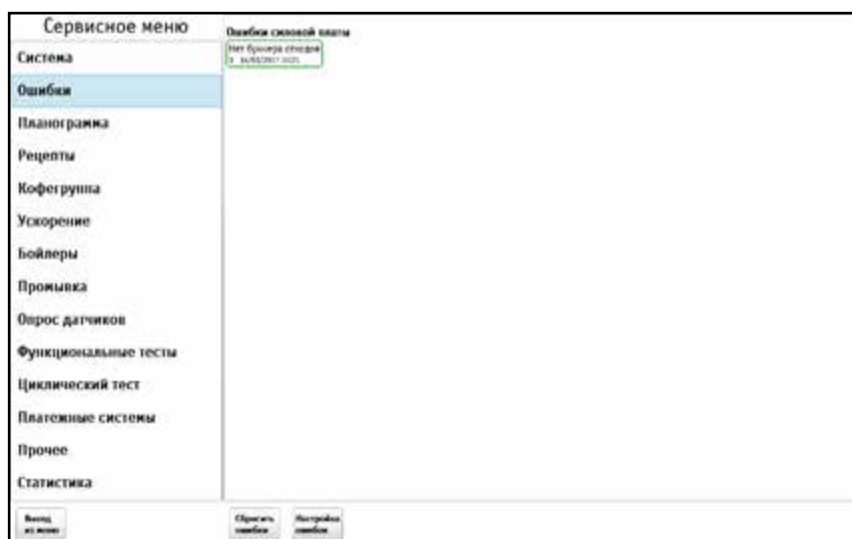 Сервисное меню
Система
Ошибки
Планограмма
Рецепты
Кофегруппа
Ускорение
Бойлеры
Промывка
Опрос датчиков
Функциональные тесты
Циклический тест
Платежные системы
Прочее
Статистика
Выход
из меню
Ошибки силовой платы
Нет бункера отходов
Сбросить
ошибки
Настройка
ошибок